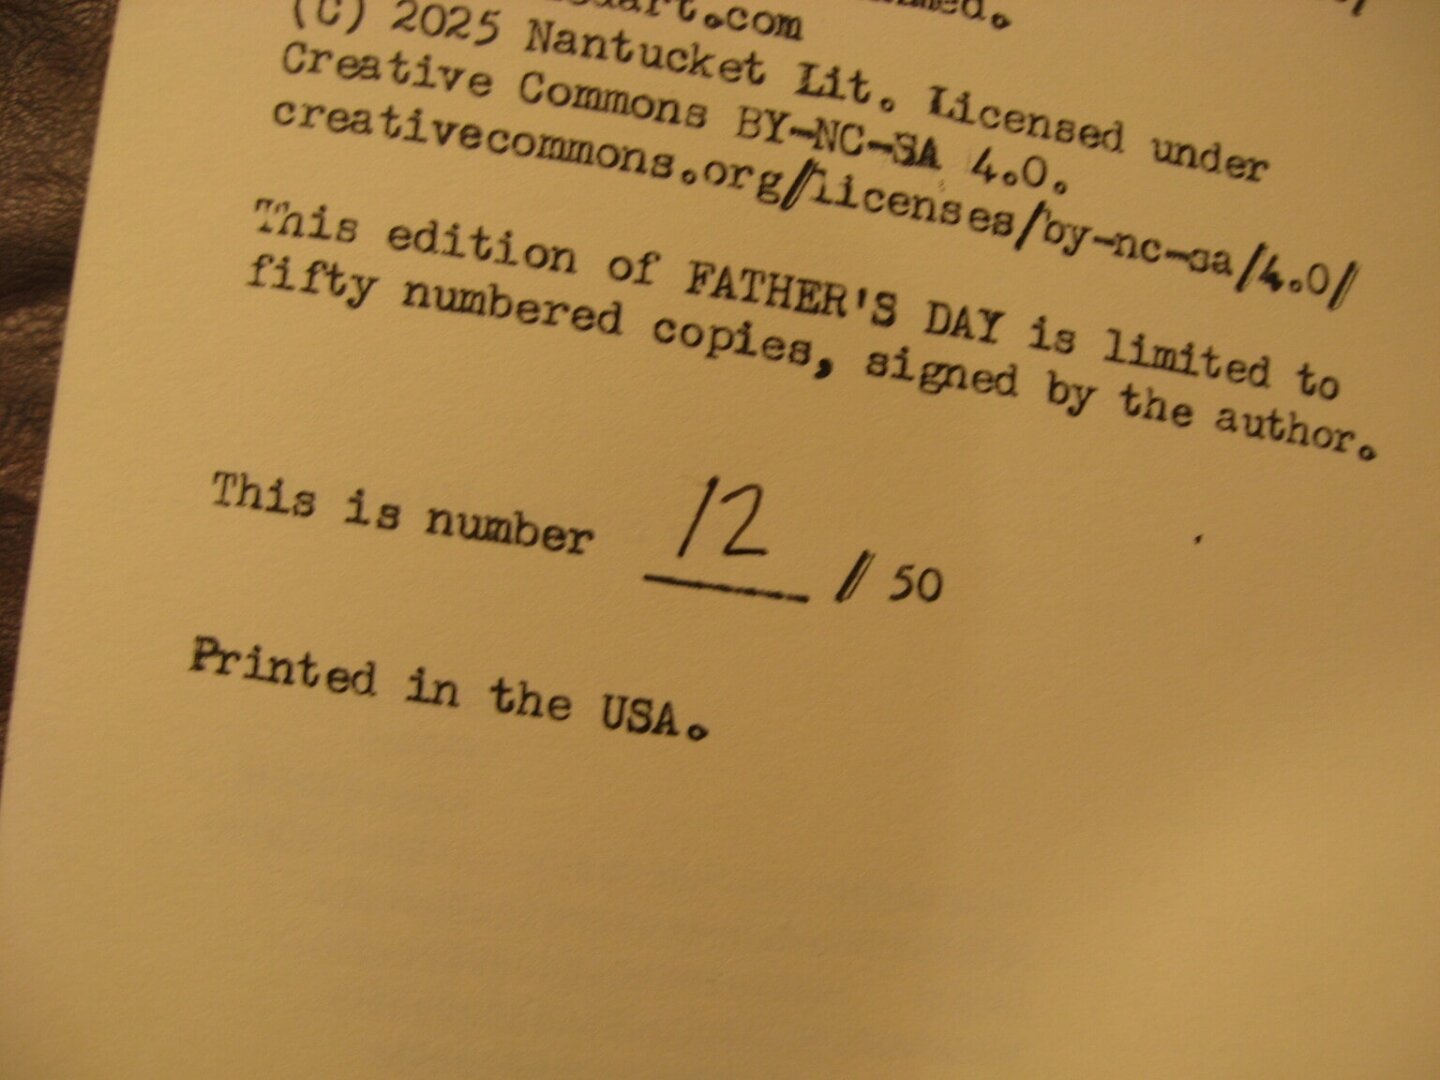 (C) 2025 Nantucket Lit. Licensed under
Creative Commons BY-NC-SA 4.0.
creativecommons.org/licenses/by-nc-sa/4.0/
This edition of FATHER'S DAY is limited to
fifty numbered copies, signed by the author.
This is number 12 / 50
Printed in the USA.